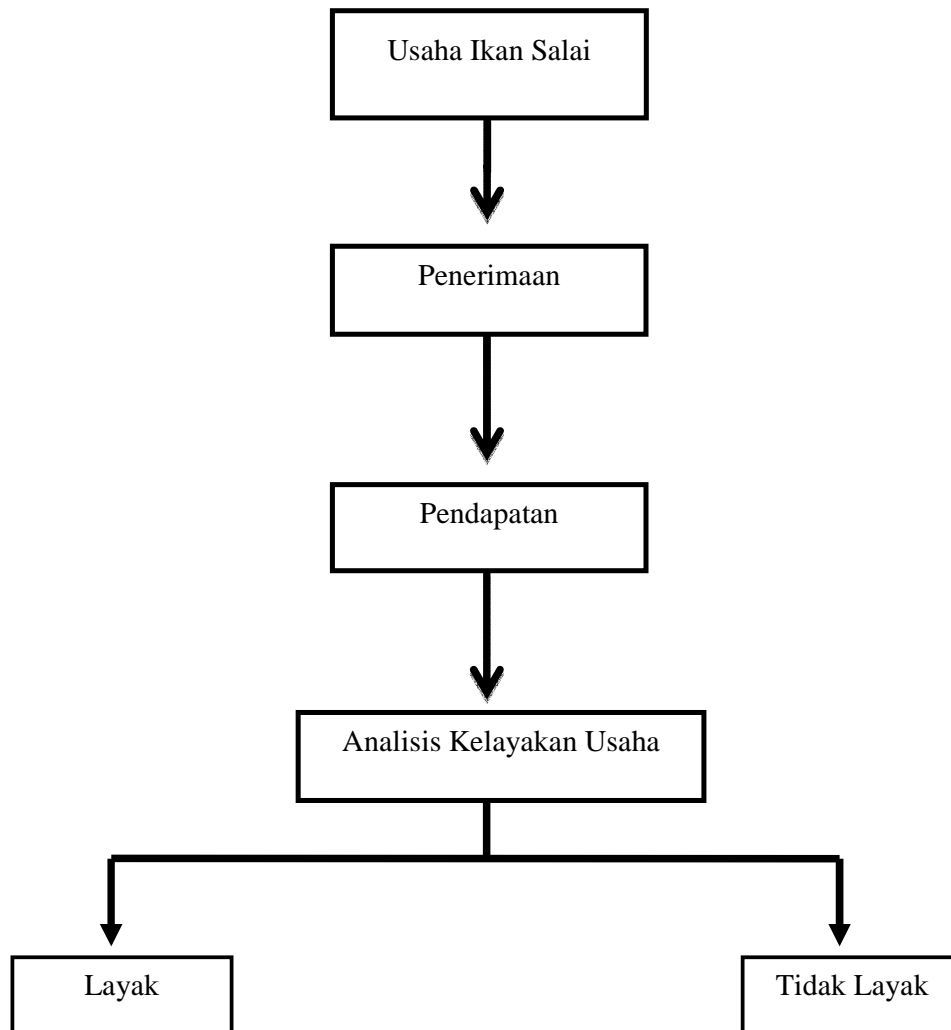 Usaha Ikan Salai
Penerimaan
Pendapatan
Analisis Kelayakan Usaha
Layak
Tidak Layak